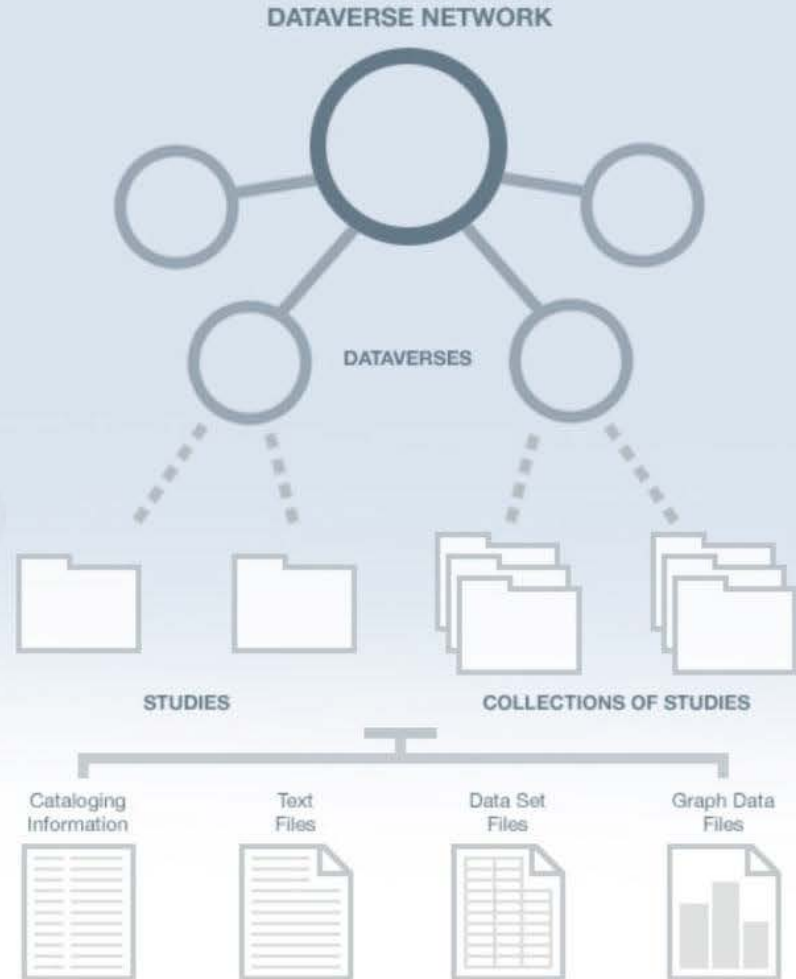 DATAVERSE NETWORK
DATAVERSES
STUDIES
COLLECTIONS OF STUDIES
Cataloging
Information
Text
Files
Data Set
Files
Graph Data
Files